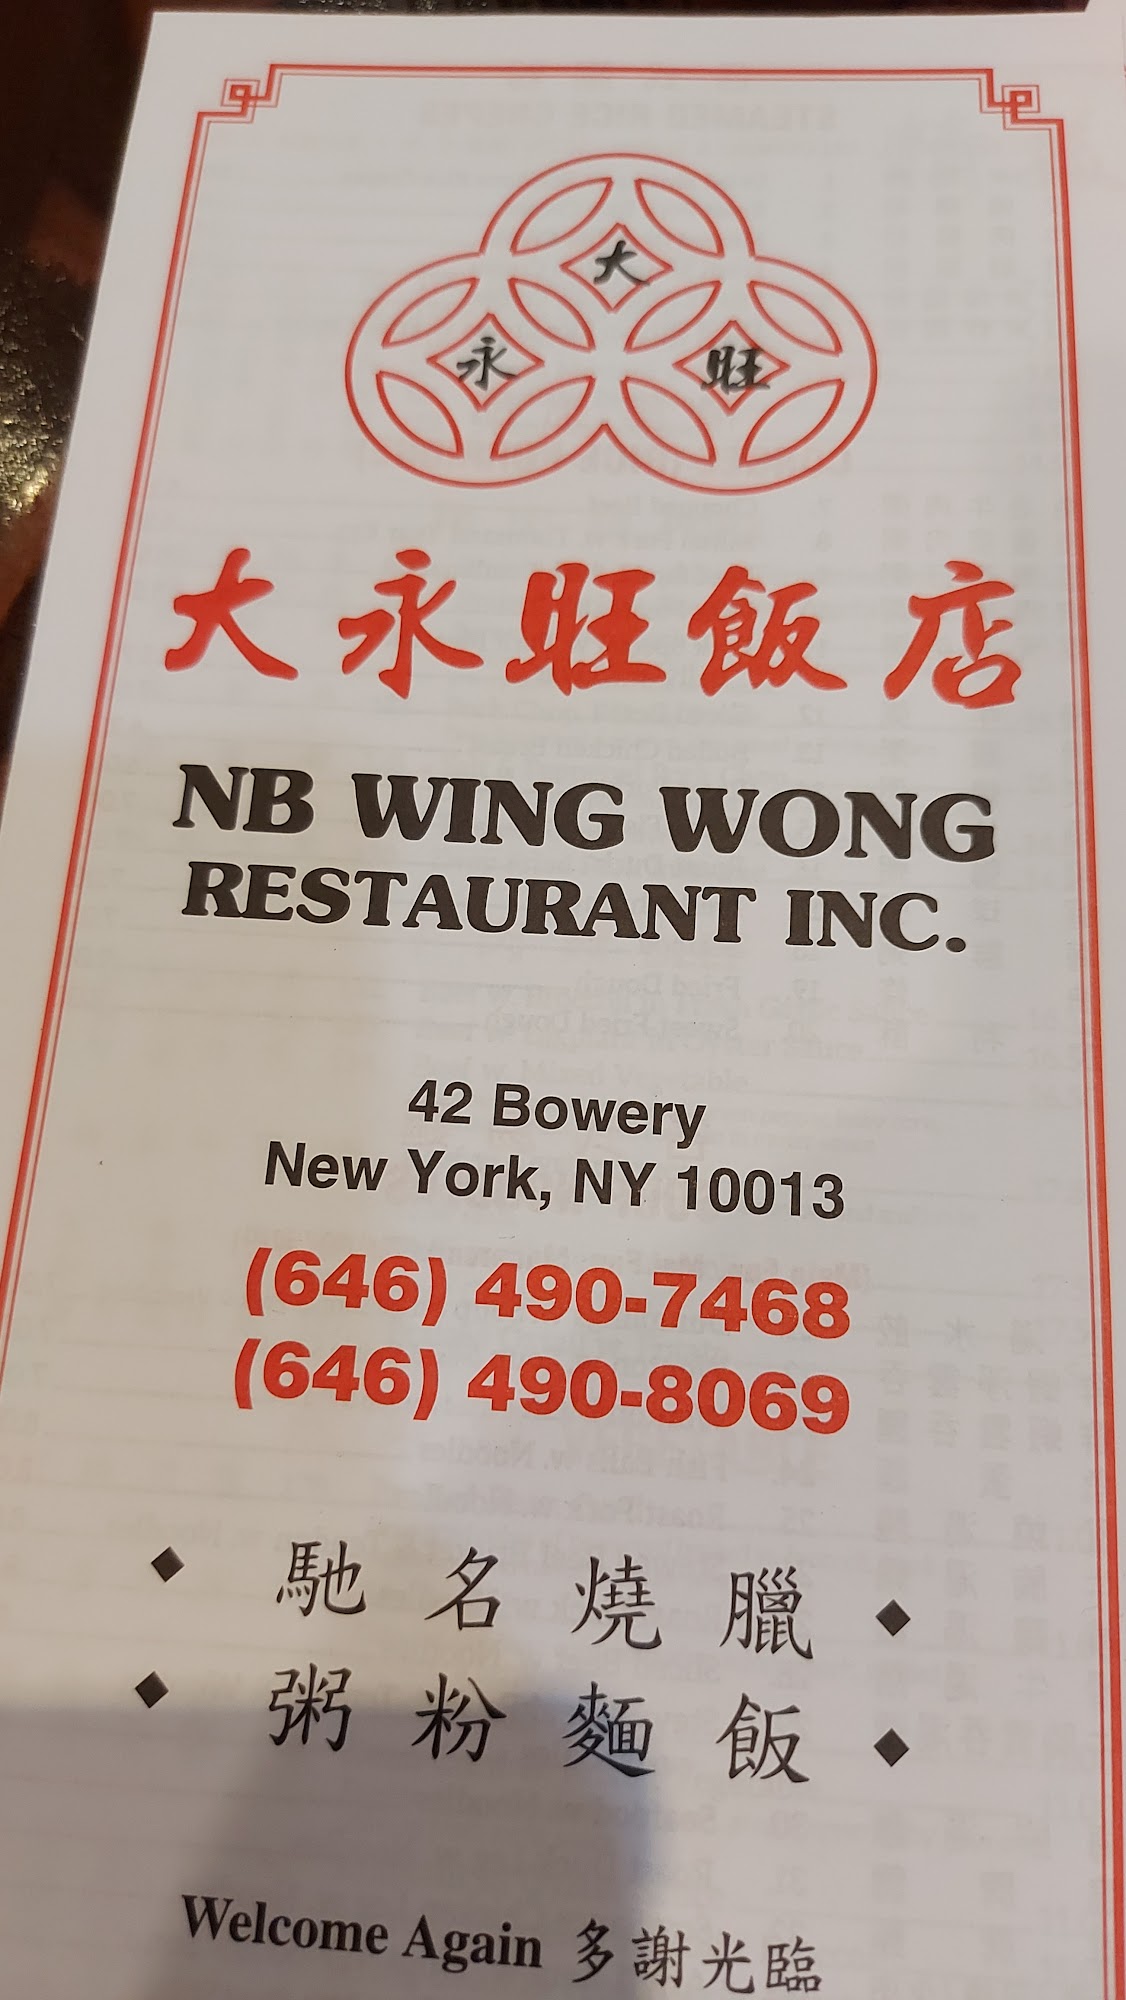 大
永 旺
大永旺飯店
NB WING WONG
RESTAURANT INC.
42 Bowery
New York, NY 10013
(646) 490-7468
(646) 490-8069
◆ 馳名燒臘 ◆
◆ 粥粉麵飯 ◆
Welcome Again 多謝光臨